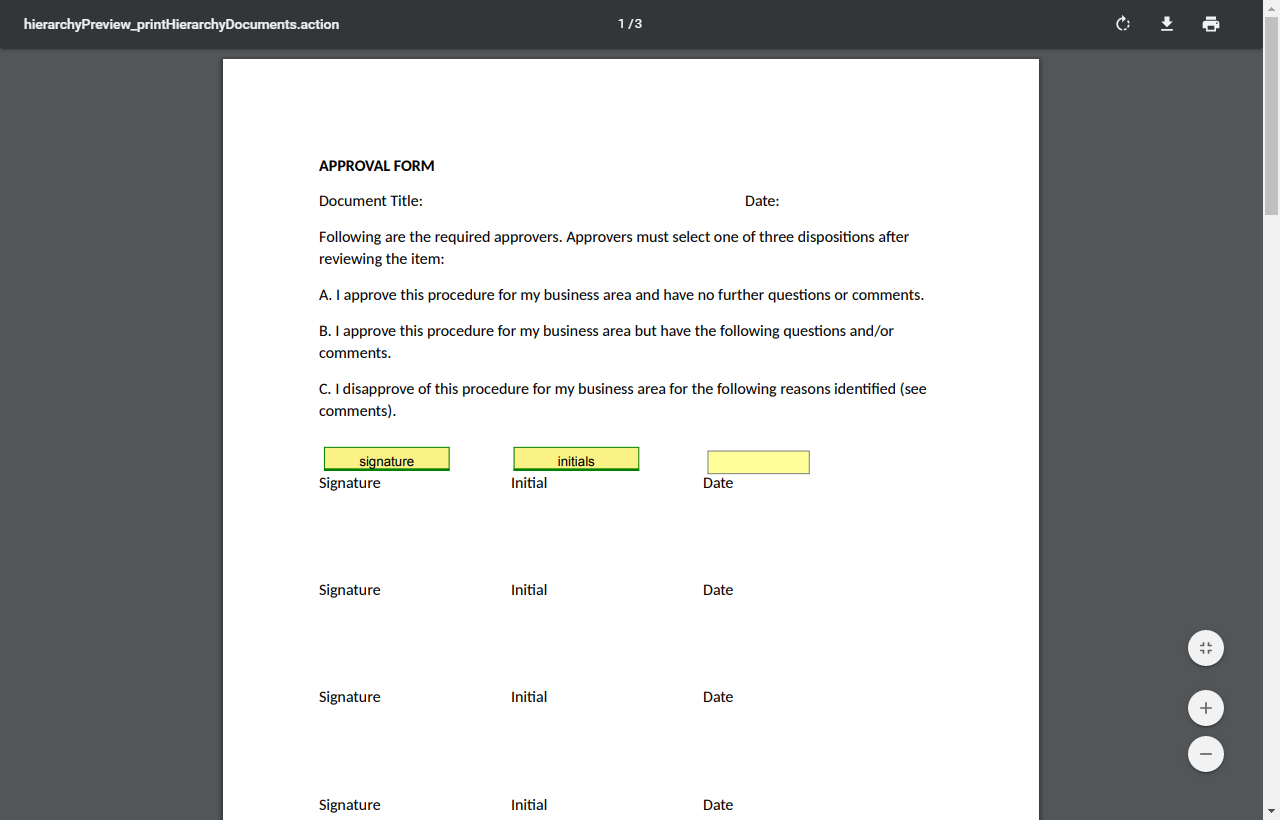 hierarchyPreview_printHierarchyDocuments.action 1 / 3
APPROVAL FORM
Document Title: Date:
Following are the required approvers. Approvers must select one of three dispositions after
reviewing the item:
A. I approve this procedure for my business area and have no further questions or comments.
B. I approve this procedure for my business area but have the following questions and/or
comments.
C. I disapprove of this procedure for my business area for the following reasons identified (see
comments).
signature initials
Signature Initial Date
Signature Initial Date
Signature Initial Date
Signature Initial Date